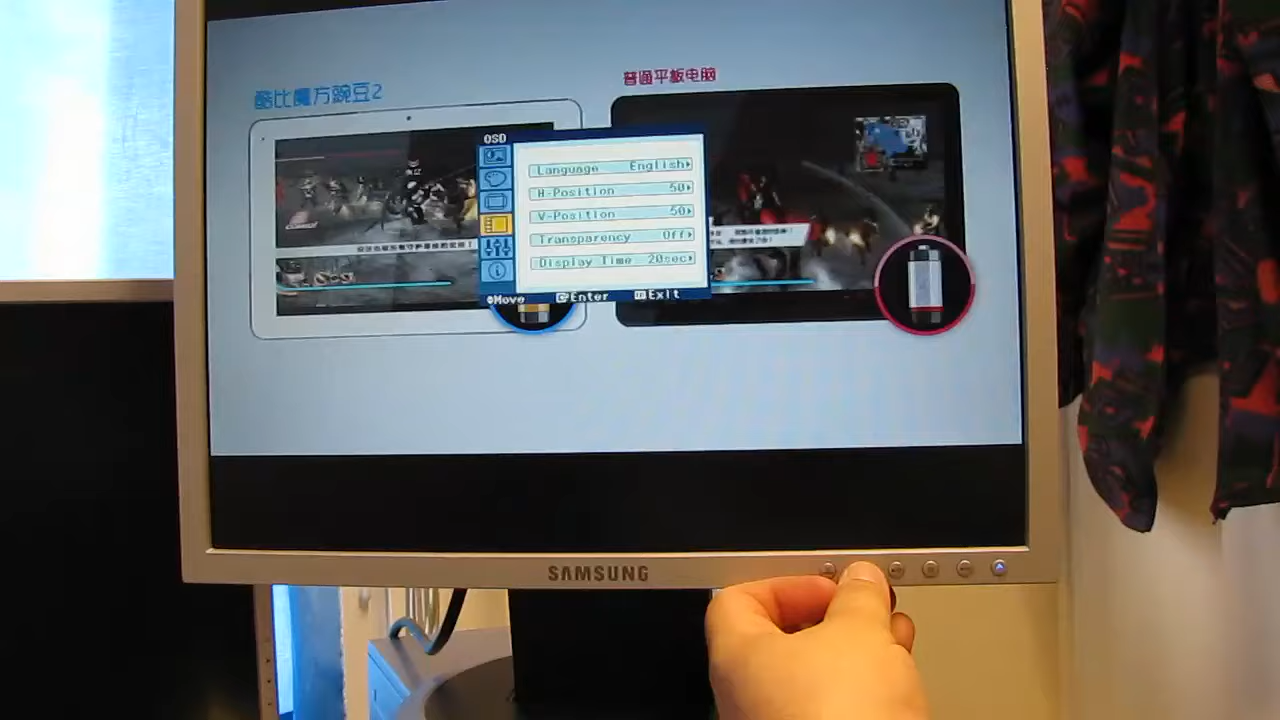 普通平板电脑
酷比魔方豌豆2
OSD
Language English
H-Position 50
V-Position 50
Transparency Off
Display Time 20sec
Move Enter Exit
SAMSUNG